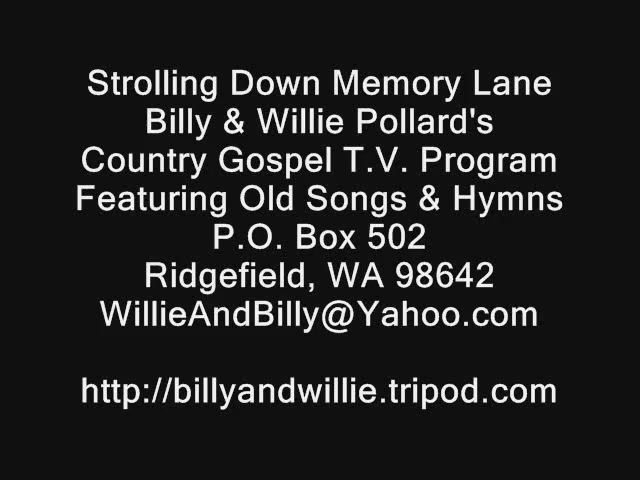 Strolling Down Memory Lane
Billy & Willie Pollard's
Country Gospel T.V. Program
Featuring Old Songs & Hymns
P.O. Box 502
Ridgefield, WA 98642
WillieAndBilly@Yahoo.com
http://billyandwillie.tripod.com